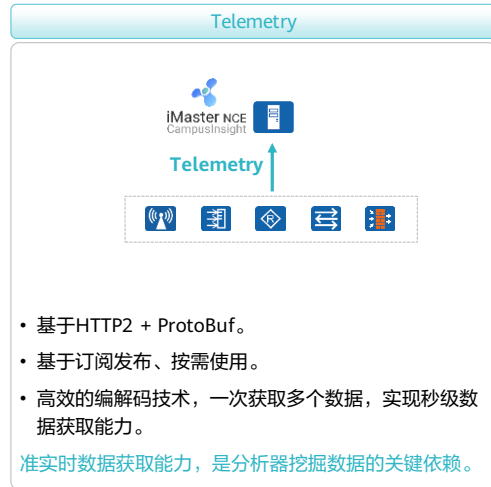 Telemetry
iMaster NCE
CampusInsight
Telemetry
R
• 基于HTTP2 + ProtoBuf。
• 基于订阅发布、按需使用。
• 高效的编解码技术，一次获取多个数据，实现秒级数
据获取能力。
准实时数据获取能力，是分析器挖掘数据的关键依赖。